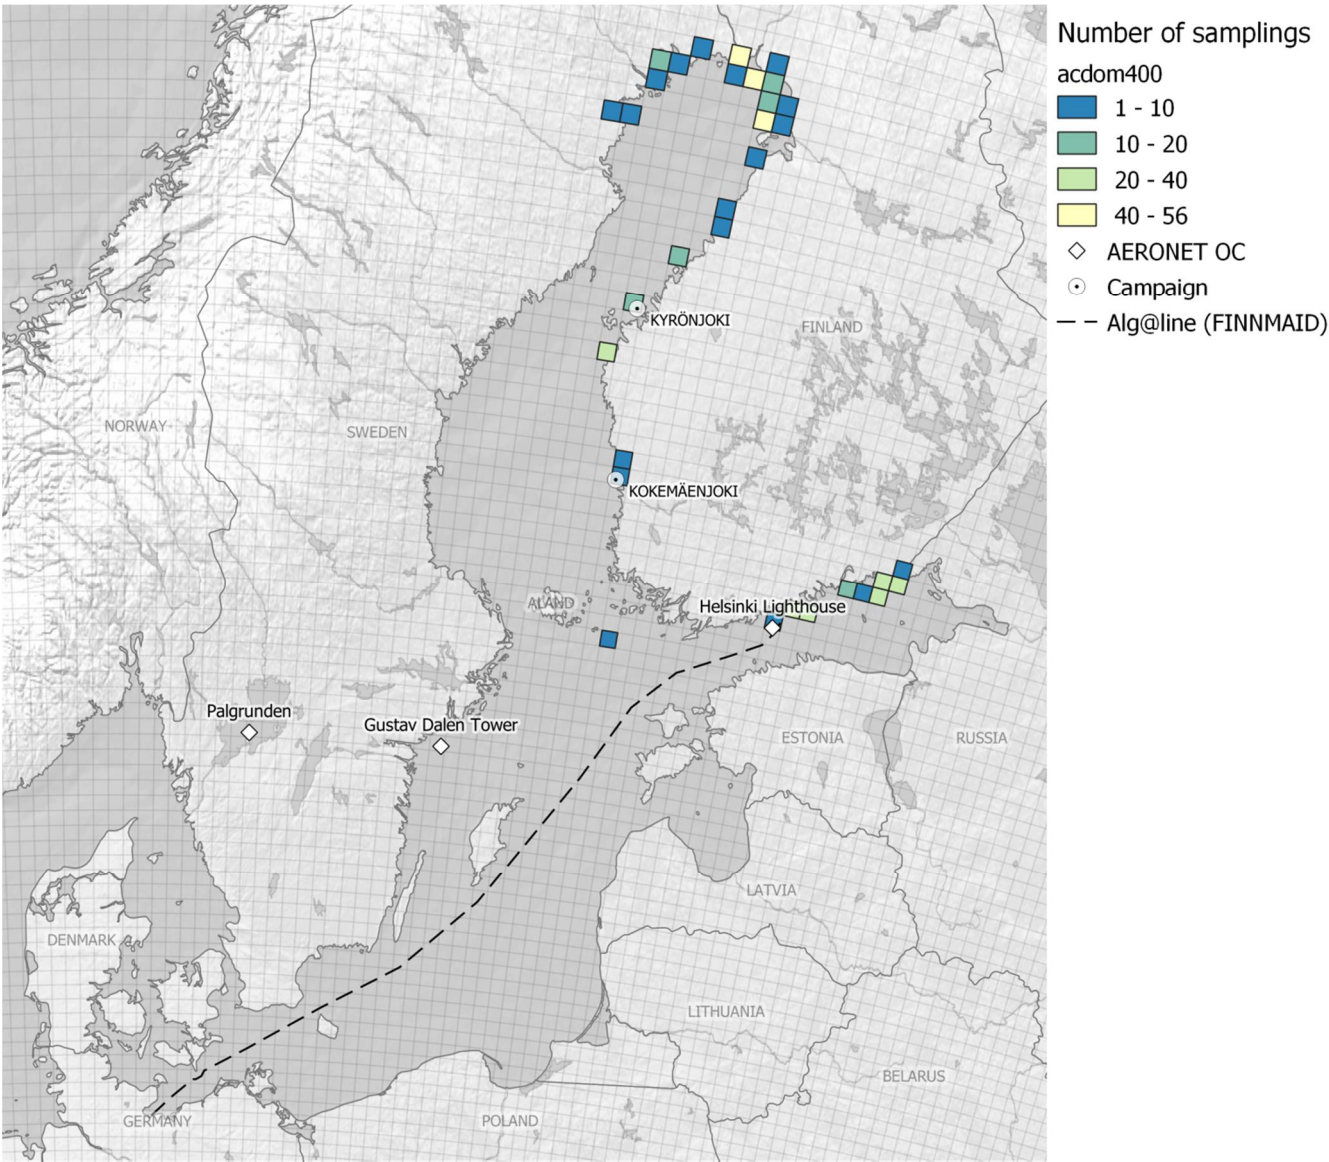 Number of samplings
acdom400
1 - 10
10 - 20
20 - 40
40 - 56
AERONET OC
Campaign
Alg@line (FINNMAID)
KYRÖNJOKI
FINLAND
NORWAY
SWEDEN
KOKEMÄENJOKI
ÅLAND
Helsinki Lighthouse
Palgrunden
Gustav Dalen Tower
ESTONIA
RUSSIA
LATVIA
DENMARK
LITHUANIA
BELARUS
GERMANY
POLAND